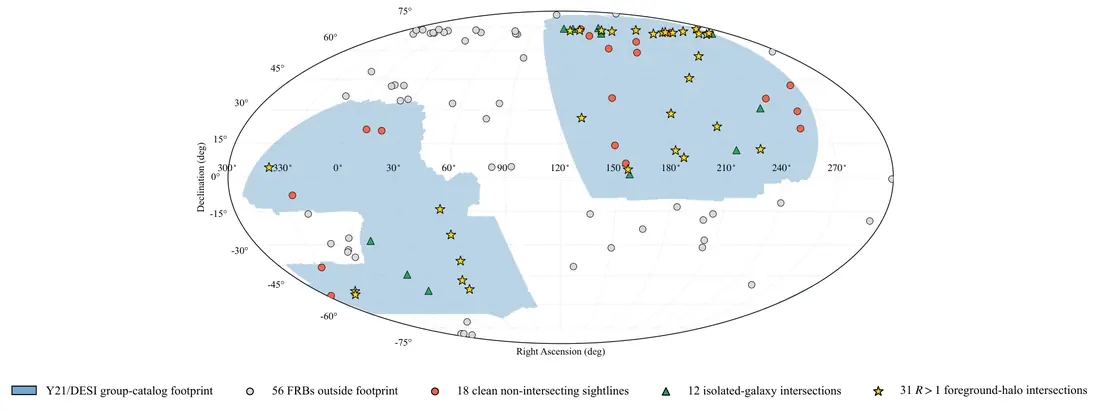 75°
60°
45°
30°
15°
0°
-15°
-30°
-45°
-60°
-75°
Declination (deg)
300° 330° 0° 30° 60° 90° 120° 150° 180° 210° 240° 270°
Right Ascension (deg)
Y21/DESI group-catalog footprint
56 FRBs outside footprint
18 clean non-intersecting sightlines
12 isolated-galaxy intersections
31 R > 1 foreground-halo intersections